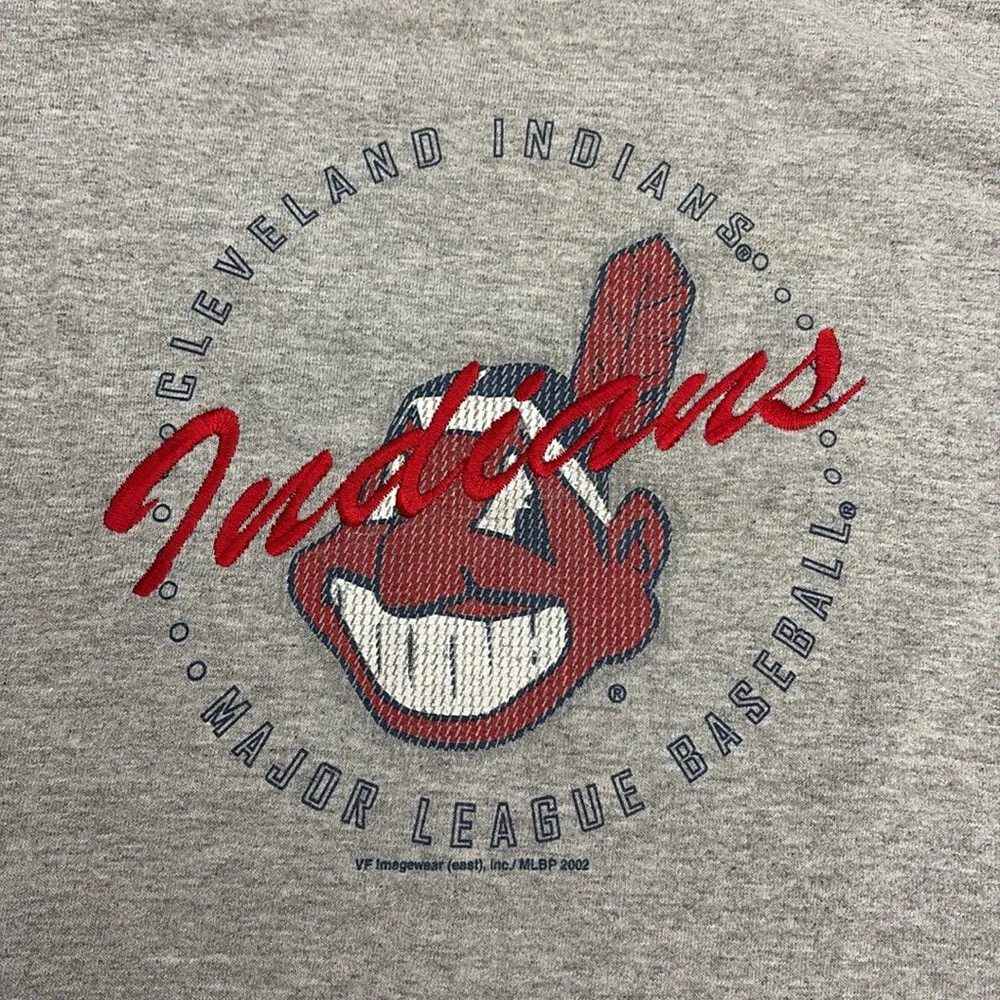 CLEVELAND INDIANS®
Indians
®
MAJOR LEAGUE BASEBALL®
VF Imagewear (east), Inc./ MLBP 2002